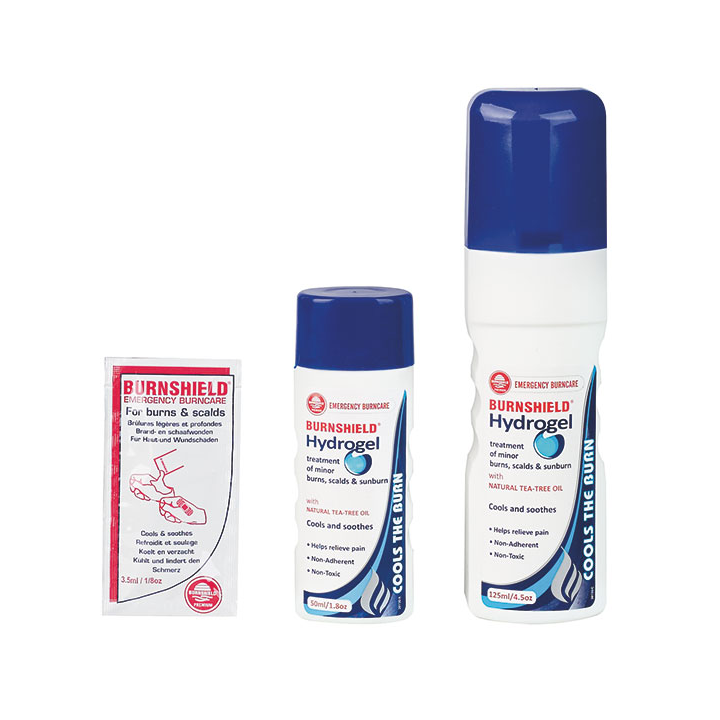 BURNSHIELD®
EMERGENCY BURNCARE
For burns & scalds
Brûlures légères et profondes
Brand- en schaafwonden
Für Haut-und Wundschäden
Cools & soothes
Refroidit et soulage
Koelt en verzacht
Kühlt und lindert den
Schmerz
3.5ml / 1/8oz
BURNSHIELD
PREMIUM
EMERGENCY BURNCARE
BURNSHIELD®
Hydrogel
treatment
of minor
burns, scalds & sunburn
with
NATURAL TEA-TREE OIL
Cools and soothes
• Helps relieve pain
• Non-Adherent
• Non-Toxic
50ml/1.8oz
COOLS THE BURN
EMERGENCY BURNCARE
BURNSHIELD®
Hydrogel
treatment
of minor
burns, scalds & sunburn
with
NATURAL TEA-TREE OIL
Cools and soothes
• Helps relieve pain
• Non-Adherent
• Non-Toxic
125ml/4.5oz
COOLS THE BURN